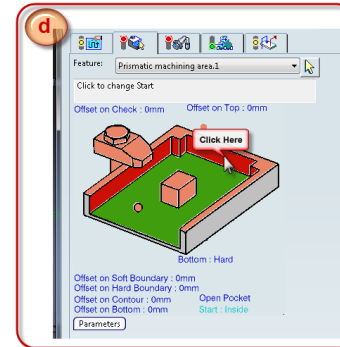 d
Feature: Prismatic machining area.1
Click to change Start
Offset on Check : 0mm Offset on Top : 0mm
Click Here
Bottom : Hard
Offset on Soft Boundary : 0mm
Offset on Hard Boundary : 0mm
Offset on Contour : 0mm Open Pocket
Offset on Bottom : 0mm Start : Inside
Parameters